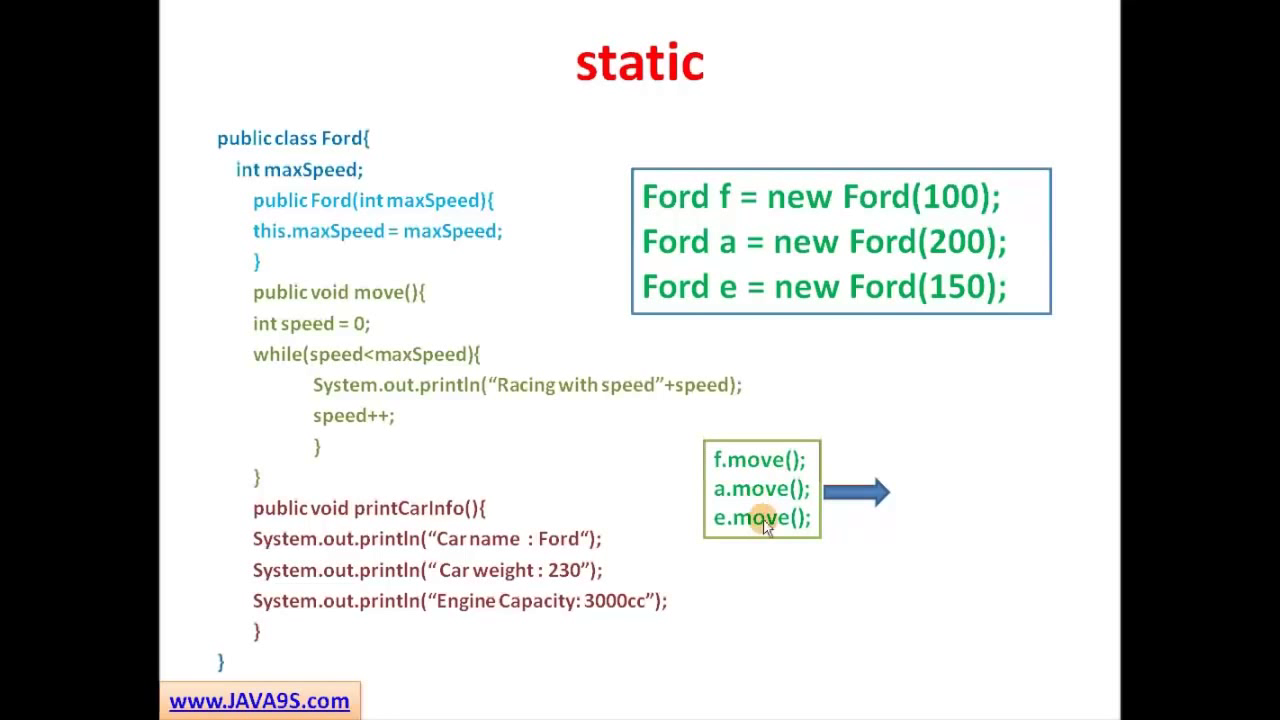 static
public class Ford{
int maxSpeed;
public Ford(int maxSpeed){
this.maxSpeed = maxSpeed;
}
public void move(){
int speed = 0;
while(speed<maxSpeed){
System.out.println(“Racing with speed”+speed);
speed++;
}
}
public void printCarInfo(){
System.out.println(“Car name : Ford“);
System.out.println(“ Car weight : 230”);
System.out.println(“Engine Capacity: 3000cc”);
}
}
Ford f = new Ford(100);
Ford a = new Ford(200);
Ford e = new Ford(150);
f.move();
a.move();
e.move();
www.JAVA9S.com